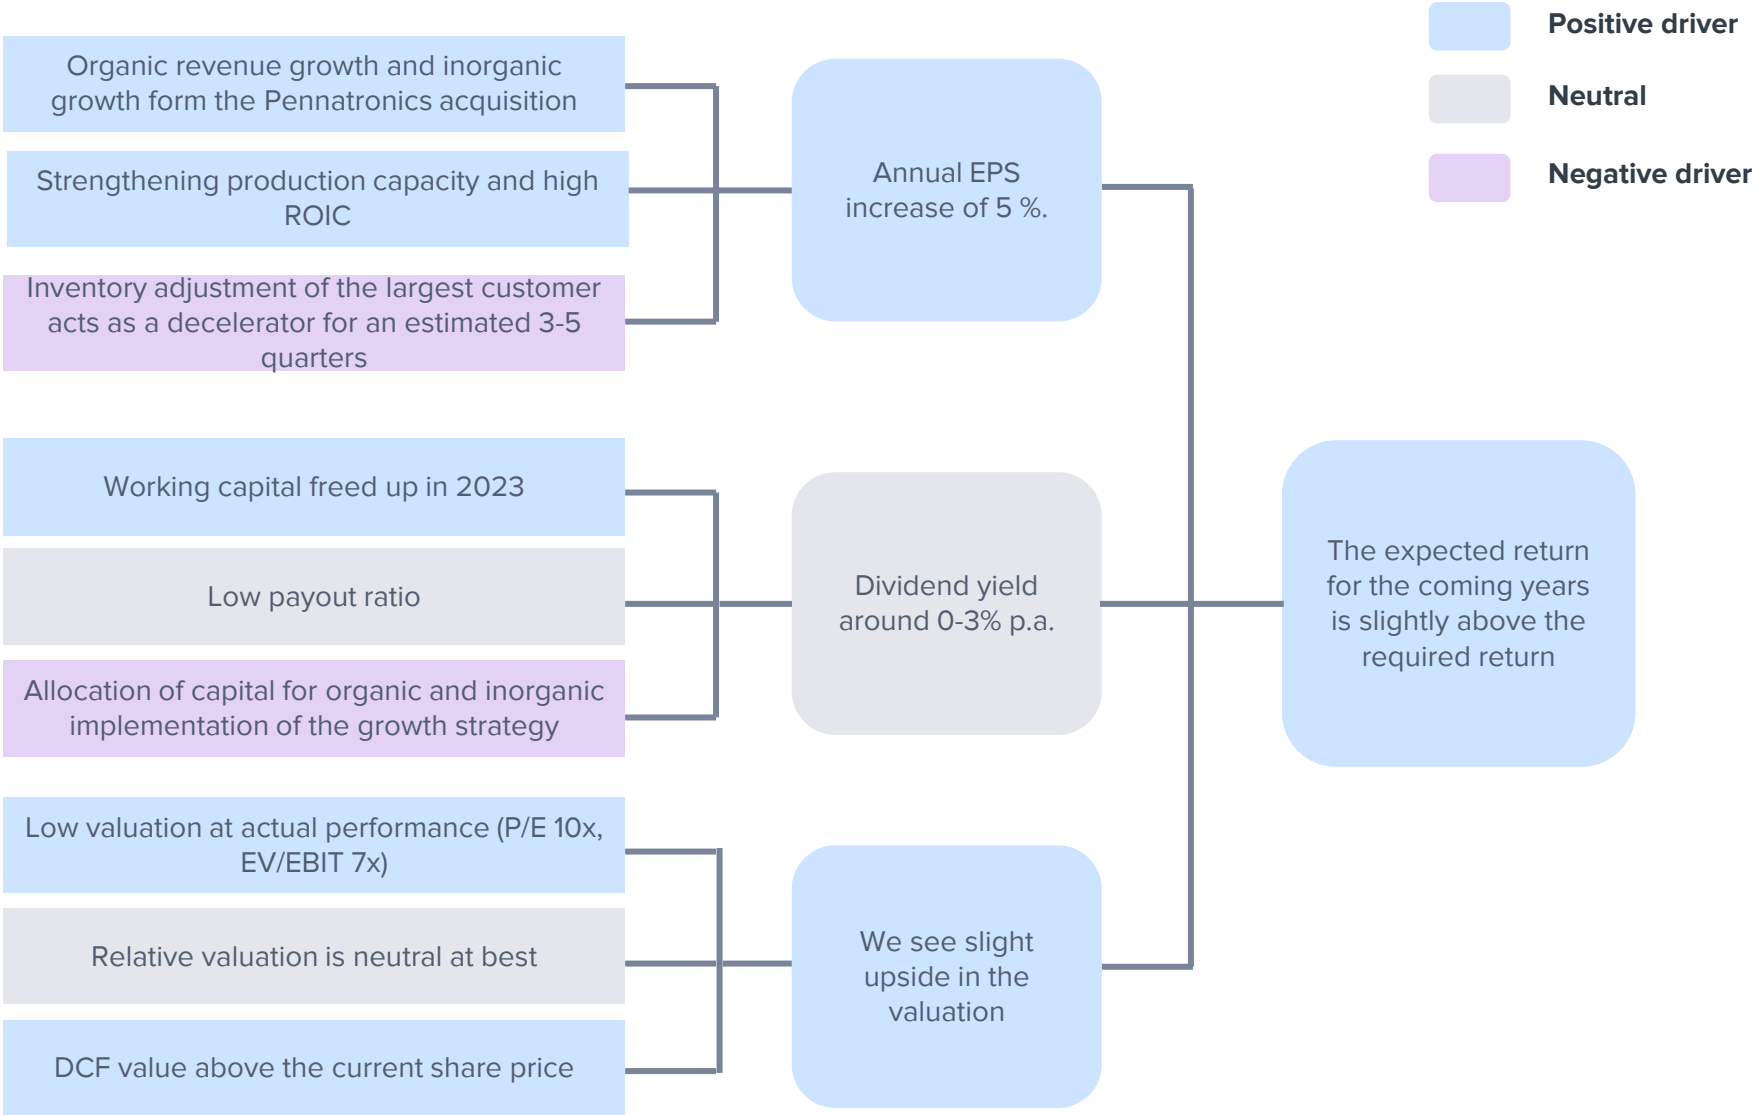 Positive driver
Neutral
Negative driver
Organic revenue growth and inorganic
growth form the Pennatronics acquisition
Strengthening production capacity and high
ROIC
Inventory adjustment of the largest customer
acts as a decelerator for an estimated 3-5
quarters
Annual EPS
increase of 5 %.
Working capital freed up in 2023
Low payout ratio
Allocation of capital for organic and inorganic
implementation of the growth strategy
Dividend yield
around 0-3% p.a.
Low valuation at actual performance (P/E 10x,
EV/EBIT 7x)
Relative valuation is neutral at best
DCF value above the current share price
We see slight
upside in the
valuation
The expected return
for the coming years
is slightly above the
required return